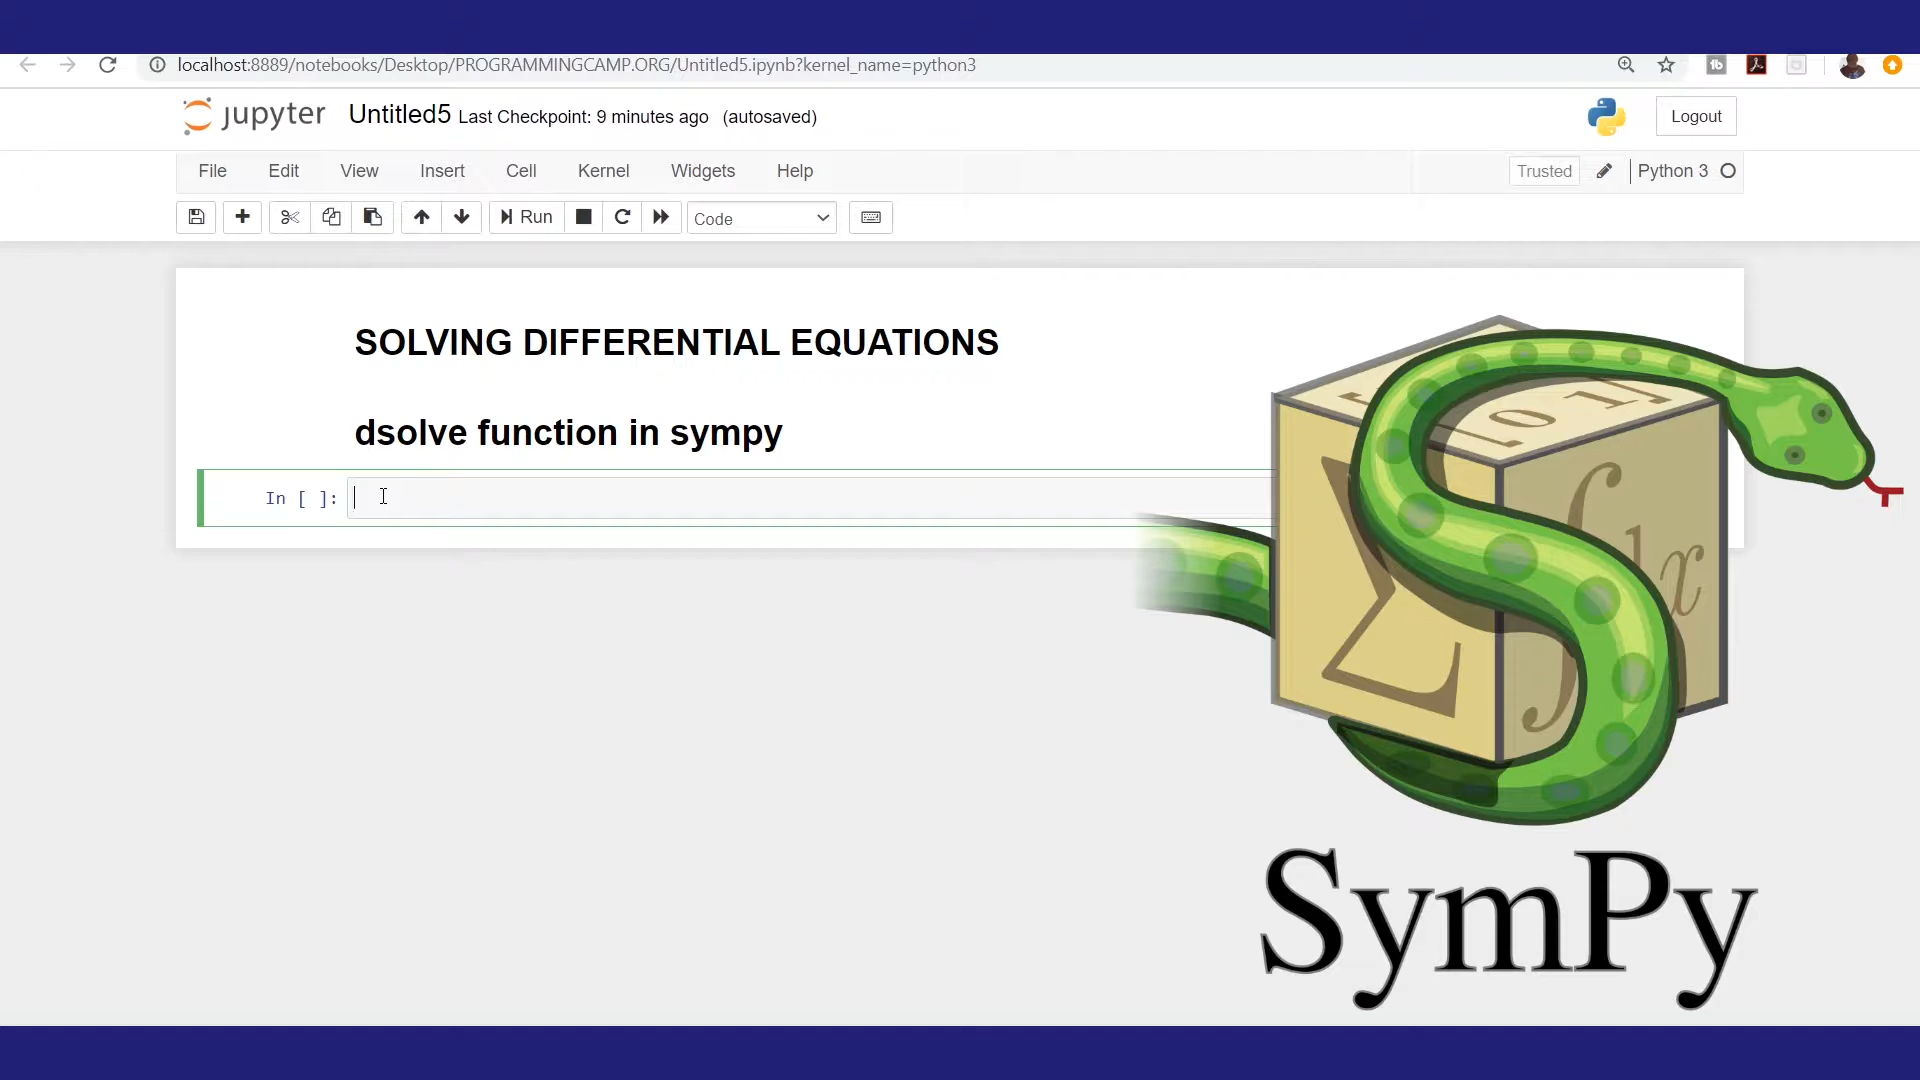 localhost:8889/notebooks/Desktop/PROGRAMMINGCAMP.ORG/Untitled5.ipynb?kernel_name=python3
jupyter Untitled5 Last Checkpoint: 9 minutes ago (autosaved)
Logout
File Edit View Insert Cell Kernel Widgets Help
Trusted Python 3
Run Code
SOLVING DIFFERENTIAL EQUATIONS
dsolve function in sympy
In [ ]:
SymPy